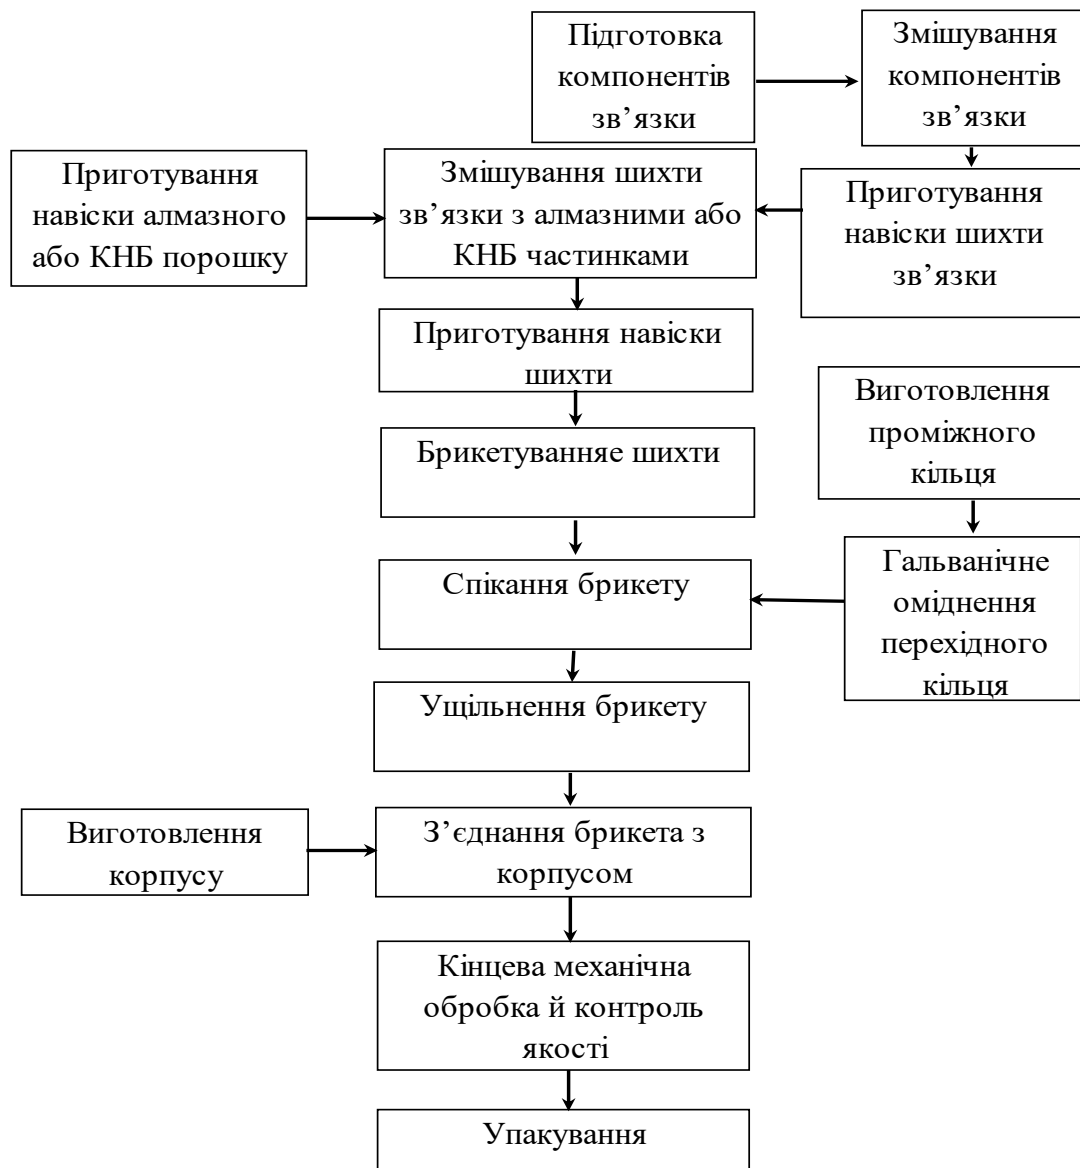 Підготовка
компонентів
зв’язки
Змішування
компонентів
зв’язки
Приготування
навіски алмазного
або КНБ порошку
Змішування шихти
зв’язки з алмазними або
КНБ частинками
Приготування
навіски шихти
зв’язки
Приготування навіски
шихти
Виготовлення
проміжного
кільця
Брикетуванняе шихти
Спікання брикету
Гальванічне
оміднення
перехідного
кільця
Ущільнення брикету
Виготовлення
корпусу
З’єднання брикета з
корпусом
Кінцева механічна
обробка й контроль
якості
Упакування